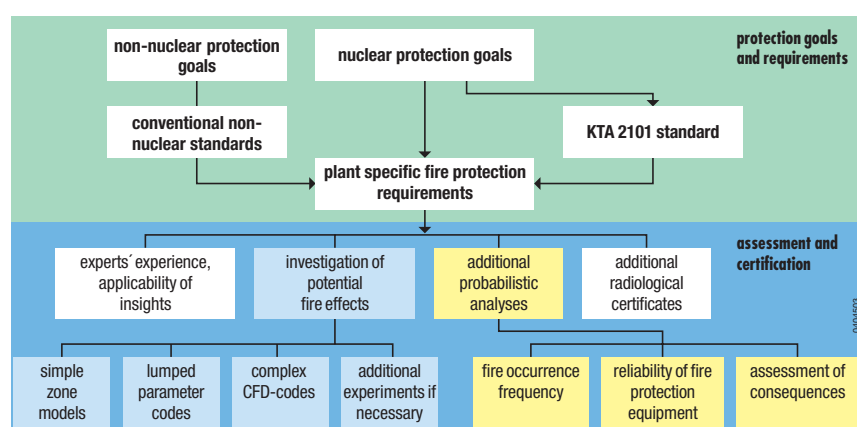 non-nuclear protection
goals
nuclear protection goals
protection goals
and requirements
conventional non-
nuclear standards
KTA 2101 standard
plant specific fire protection
requirements
assessment and
certification
experts´ experience,
applicability of
insights
investigation of
potential
fire effects
additional
probabilistic
analyses
additional
radiological
certificates
simple
zone
models
lumped
parameter
codes
complex
CFD-codes
additional
experiments if
necessary
fire occurrence
frequency
reliability of fire
protection
equipment
assessment of
consequences